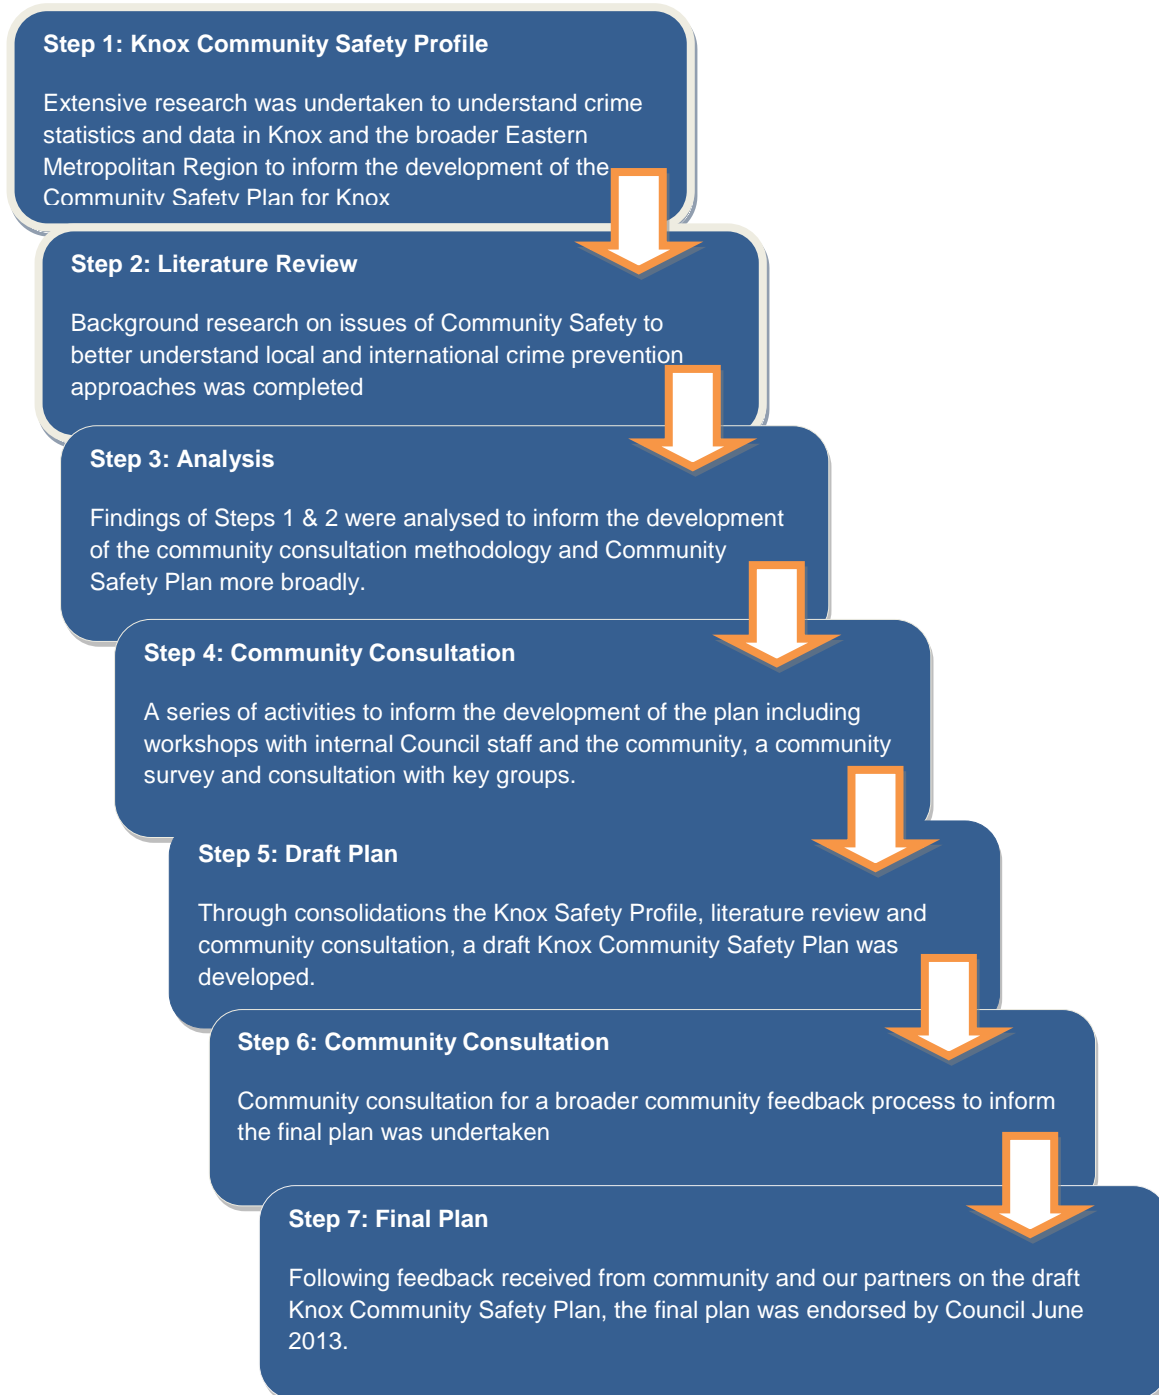 Step 1: Knox Community Safety Profile
Extensive research was undertaken to understand crime
statistics and data in Knox and the broader Eastern
Metropolitan Region to inform the development of the
Community Safety Plan for Knox
Step 2: Literature Review
Background research on issues of Community Safety to
better understand local and international crime prevention
approaches was completed
Step 3: Analysis
Findings of Steps 1 & 2 were analysed to inform the development
of the community consultation methodology and Community
Safety Plan more broadly.
Step 4: Community Consultation
A series of activities to inform the development of the plan including
workshops with internal Council staff and the community, a community
survey and consultation with key groups.
Step 5: Draft Plan
Through consolidations the Knox Safety Profile, literature review and
community consultation, a draft Knox Community Safety Plan was
developed.
Step 6: Community Consultation
Community consultation for a broader community feedback process to inform
the final plan was undertaken
Step 7: Final Plan
Following feedback received from community and our partners on the draft
Knox Community Safety Plan, the final plan was endorsed by Council June
2013.